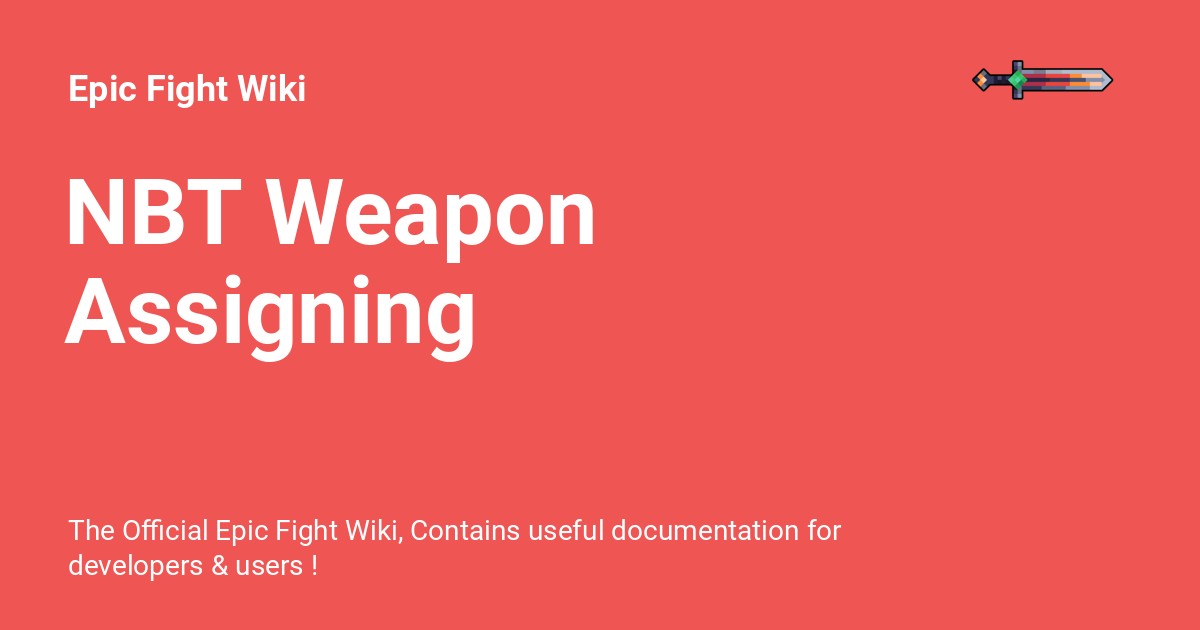 Epic Fight Wiki
NBT Weapon
Assigning
The Official Epic Fight Wiki, Contains useful documentation for
developers & users !